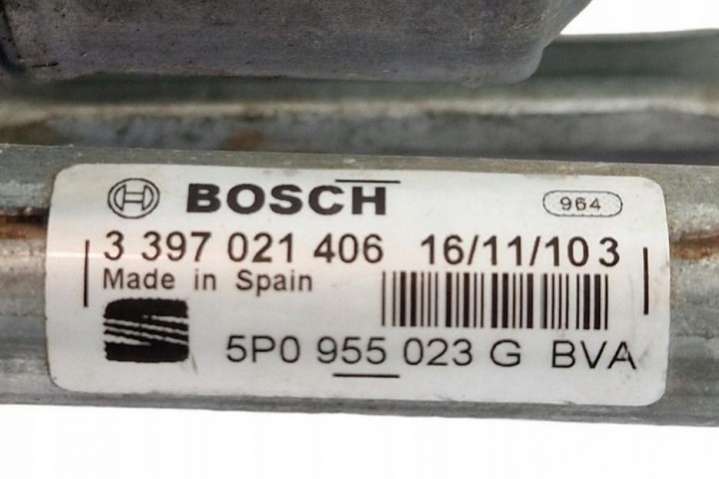 BOSCH 964
3 397 021 406 16/11/10 3
Made in Spain
5P0 955 023 G BVA